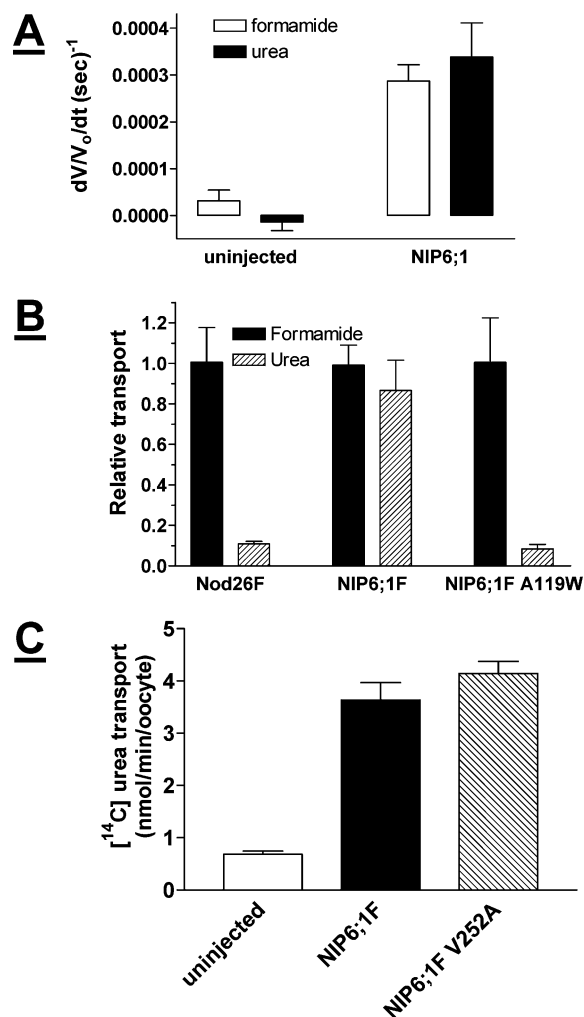 A
dV/Vo/dt (sec)-1
0.0004
0.0003
0.0002
0.0001
0.0000
formamide
urea
uninjected
NIP6;1
B
Relative transport
1.2
1.0
0.8
0.6
0.4
0.2
0.0
Formamide
Urea
Nod26F
NIP6;1F
NIP6;1F A119W
C
[14C] urea transport
(nmol/min/oocyte)
5
4
3
2
1
0
uninjected
NIP6;1F
NIP6;1F V252A